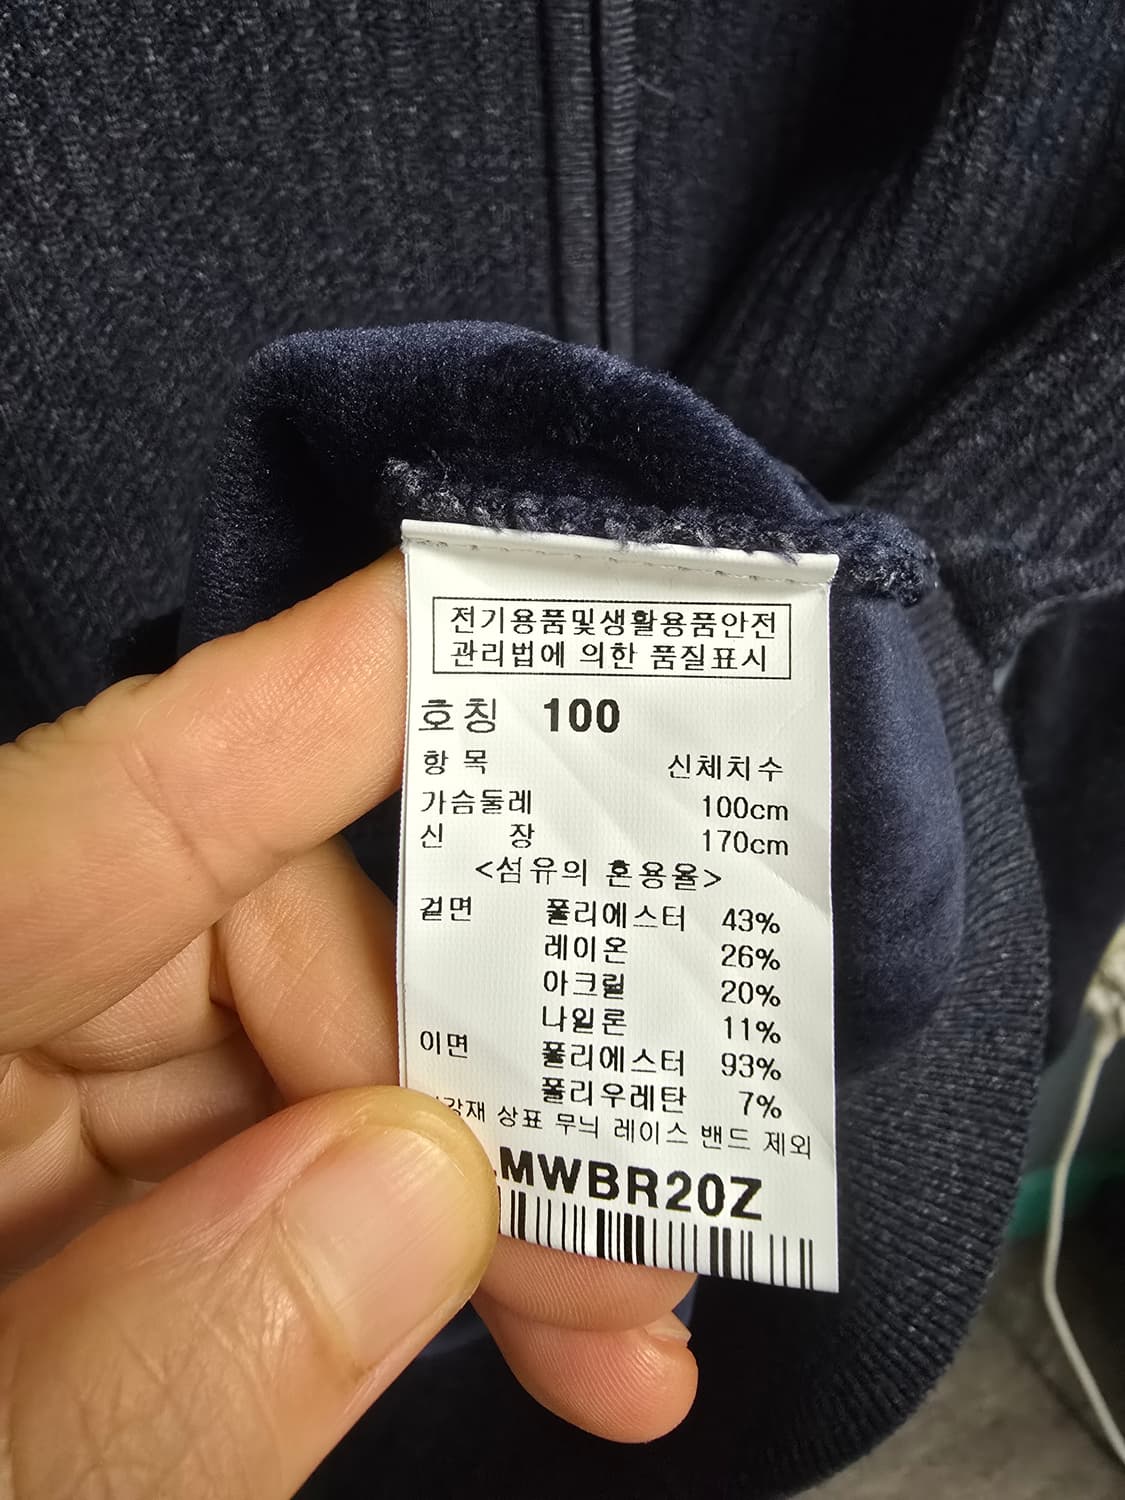 전기용품및생활용품안전
관리법에 의한 품질표시
호칭 100
항 목 신체치수
가슴둘레 100cm
신 장 170cm
<섬유의 혼용율>
겉면 폴리에스터 43%
레이온 26%
아크릴 20%
나일론 11%
이면 폴리에스터 93%
폴리우레탄 7%
상표 무늬 레이스 밴드 제외
MWBR20Z